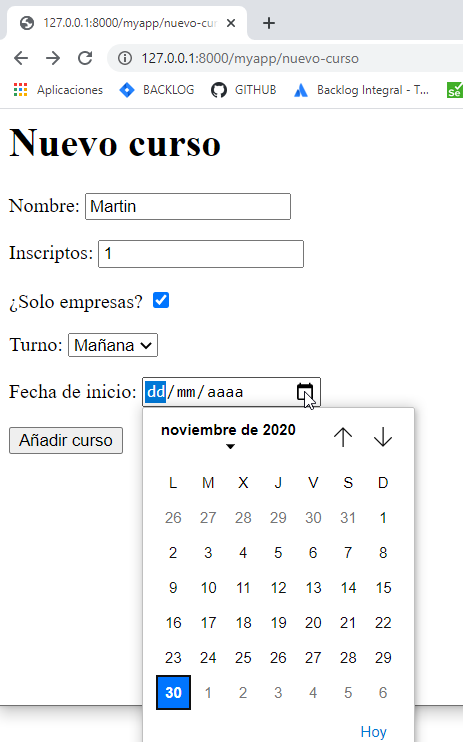 127.0.0.1:8000/myapp/nuevo-cur
127.0.0.1:8000/myapp/nuevo-curso
Aplicaciones BACKLOG GITHUB Backlog Integral - T... Se
Nuevo curso
Nombre: Martin
Inscriptos: 1
¿Solo empresas?
Turno: Mañana
Fecha de inicio: dd/mm/aaaa
Añadir curso
noviembre de 2020
L M X J V S D
26 27 28 29 30 31 1
2 3 4 5 6 7 8
9 10 11 12 13 14 15
16 17 18 19 20 21 22
23 24 25 26 27 28 29
30 1 2 3 4 5 6
Hoy